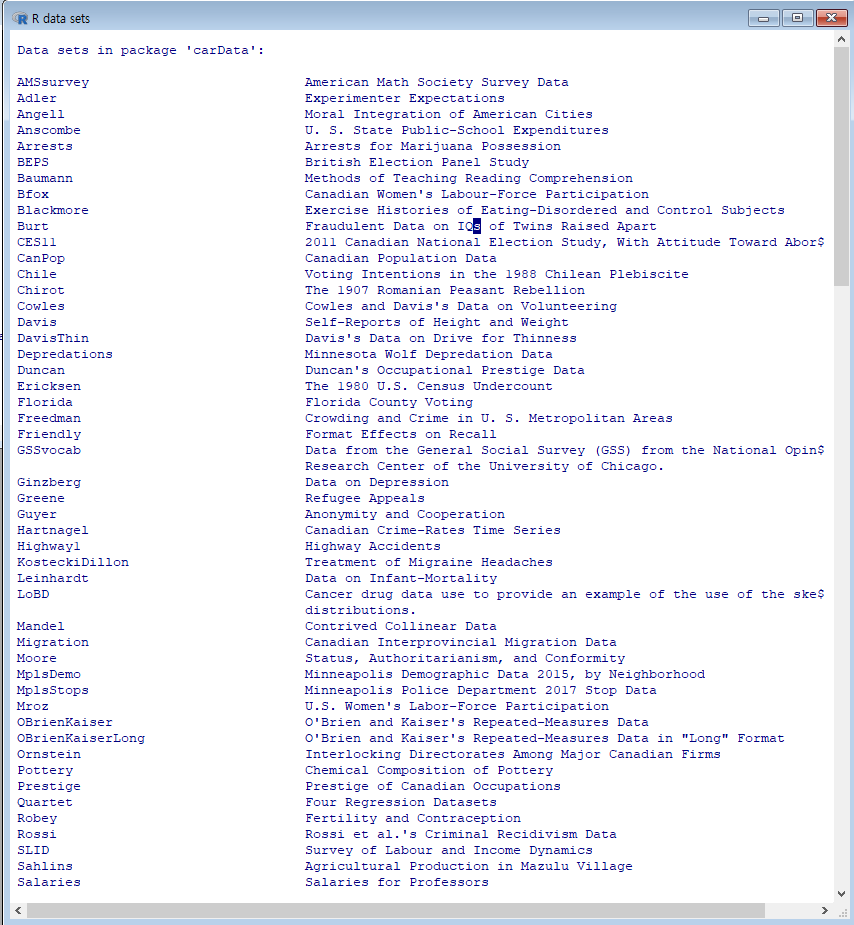 R data sets
Data sets in package 'carData':
AMSsurvey American Math Society Survey Data
Adler Experimenter Expectations
Angell Moral Integration of American Cities
Anscombe U. S. State Public-School Expenditures
Arrests Arrests for Marijuana Possession
BEPS British Election Panel Study
Baumann Methods of Teaching Reading Comprehension
Bfox Canadian Women's Labour-Force Participation
Blackmore Exercise Histories of Eating-Disordered and Control Subjects
Burt Fraudulent Data on IQs of Twins Raised Apart
CES11 2011 Canadian National Election Study, With Attitude Toward Abor$
CanPop Canadian Population Data
Chile Voting Intentions in the 1988 Chilean Plebiscite
Chirot The 1907 Romanian Peasant Rebellion
Cowles Cowles and Davis's Data on Volunteering
Davis Self-Reports of Height and Weight
DavisThin Davis's Data on Drive for Thinness
Depredations Minnesota Wolf Depredation Data
Duncan Duncan's Occupational Prestige Data
Ericksen The 1980 U.S. Census Undercount
Florida Florida County Voting
Freedman Crowding and Crime in U. S. Metropolitan Areas
Friendly Format Effects on Recall
GSSvocab Data from the General Social Survey (GSS) from the National Opin$
Research Center of the University of Chicago.
Ginzberg Data on Depression
Greene Refugee Appeals
Guyer Anonymity and Cooperation
Hartnagel Canadian Crime-Rates Time Series
Highway1 Highway Accidents
KosteckiDillon Treatment of Migraine Headaches
Leinhardt Data on Infant-Mortality
LoBD Cancer drug data use to provide an example of the use of the ske$
distributions.
Mandel Contrived Collinear Data
Migration Canadian Interprovincial Migration Data
Moore Status, Authoritarianism, and Conformity
MplsDemo Minneapolis Demographic Data 2015, by Neighborhood
MplsStops Minneapolis Police Department 2017 Stop Data
Mroz U.S. Women's Labor-Force Participation
OBrienKaiser O'Brien and Kaiser's Repeated-Measures Data
OBrienKaiserLong O'Brien and Kaiser's Repeated-Measures Data in "Long" Format
Ornstein Interlocking Directorates Among Major Canadian Firms
Pottery Chemical Composition of Pottery
Prestige Prestige of Canadian Occupations
Quartet Four Regression Datasets
Robey Fertility and Contraception
Rossi Rossi et al.'s Criminal Recidivism Data
SLID Survey of Labour and Income Dynamics
Sahlins Agricultural Production in Mazulu Village
Salaries Salaries for Professors